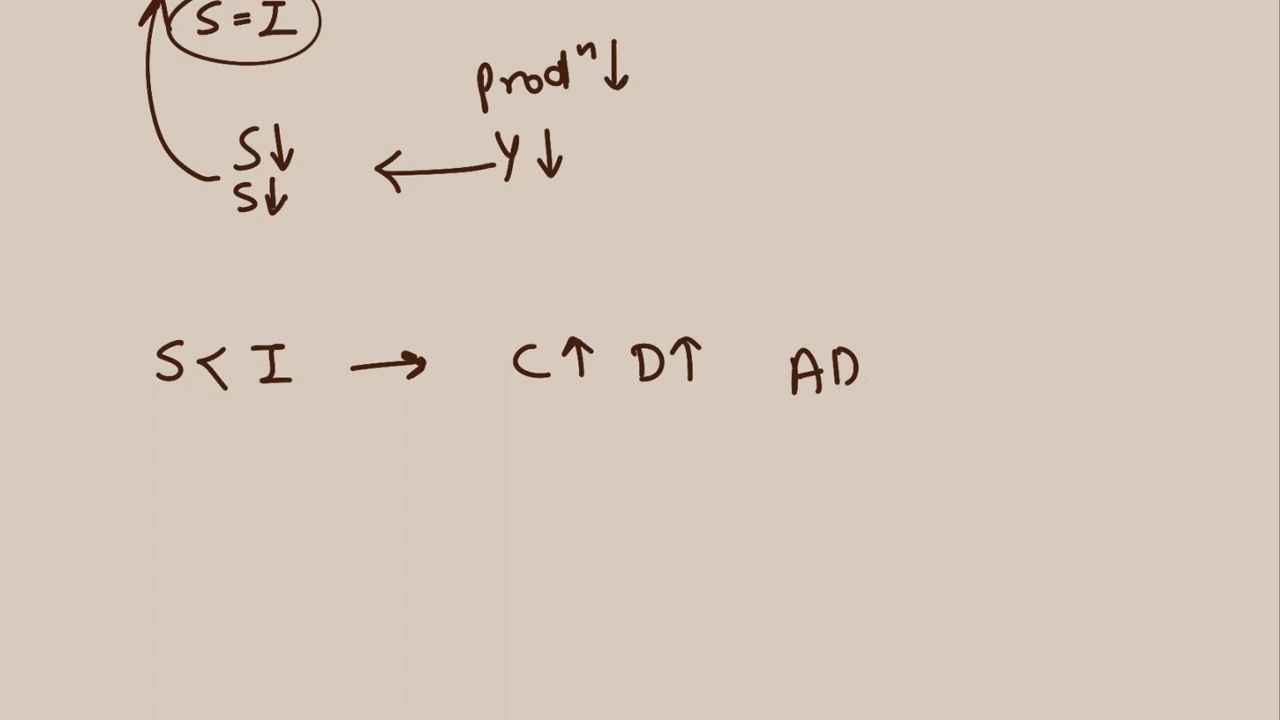 S = I
prodⁿ ↓
S ↓ ← Y ↓
S ↓
S < I → C ↑ D ↑ AD